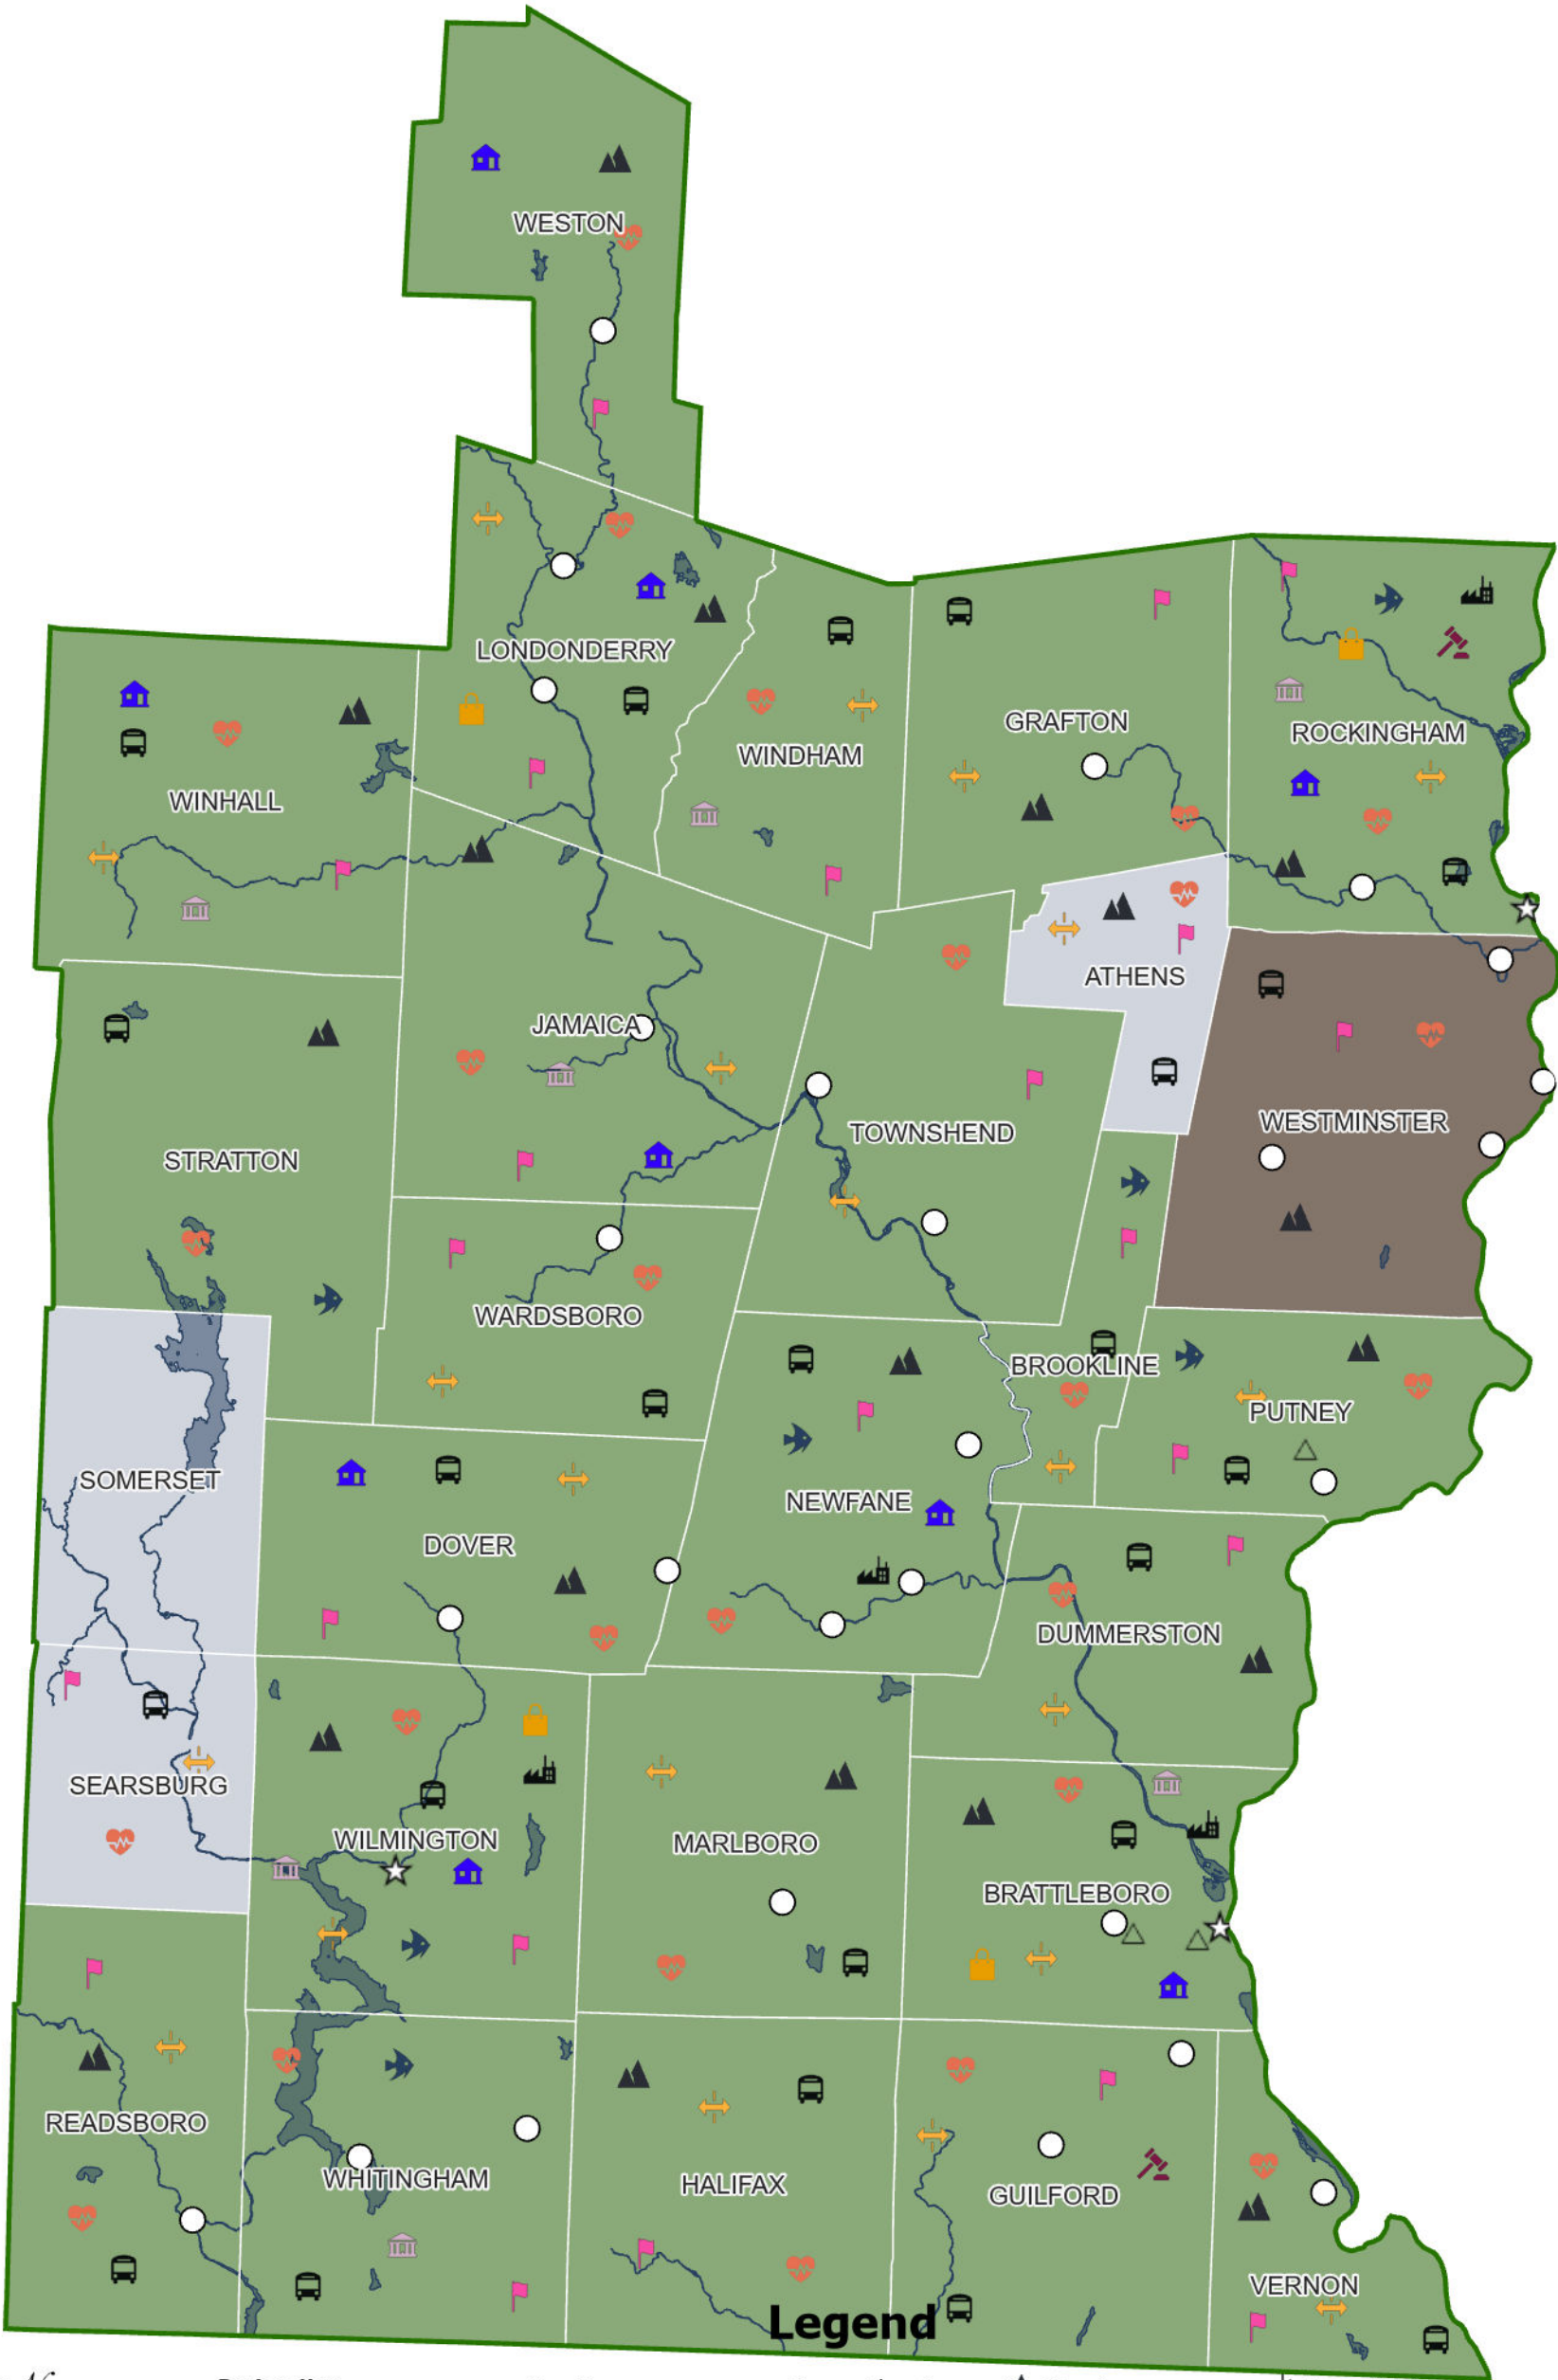 WESTON
LONDONDERRY
GRAFTON
ROCKINGHAM
WINDHAM
WINHALL
ATHENS
JAMAICA
WESTMINSTER
TOWNSHEND
STRATTON
WARDSBORO
BROOKLINE
PUTNEY
SOMERSET
NEWFANE
DOVER
DUMMERSTON
SEARSBURG
WILMINGTON
MARLBORO
BRATTLEBORO
READSBORO
WHITINGHAM
HALIFAX
GUILFORD
VERNON
Legend